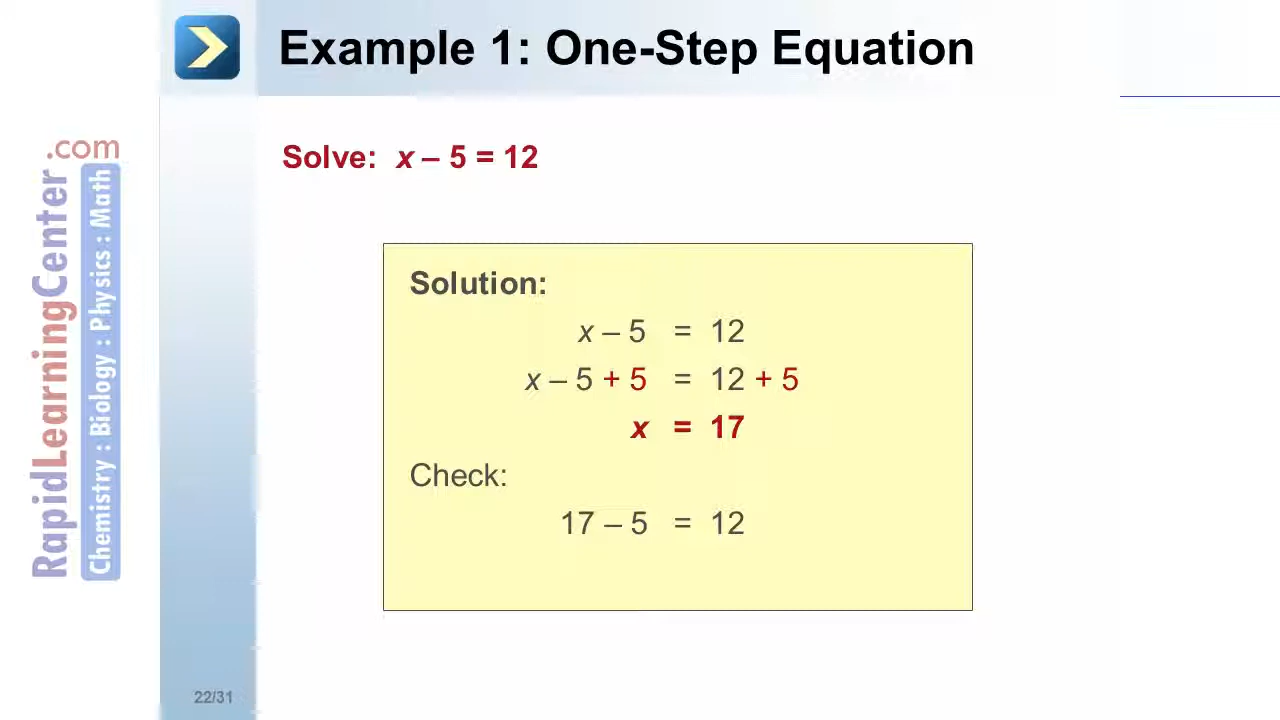 Example 1: One-Step Equation
Solve: x – 5 = 12
Solution:
x – 5 = 12
x – 5 + 5 = 12 + 5
x = 17
Check:
17 – 5 = 12
RapidLearningCenter.com
Chemistry : Biology : Physics : Math
22/31